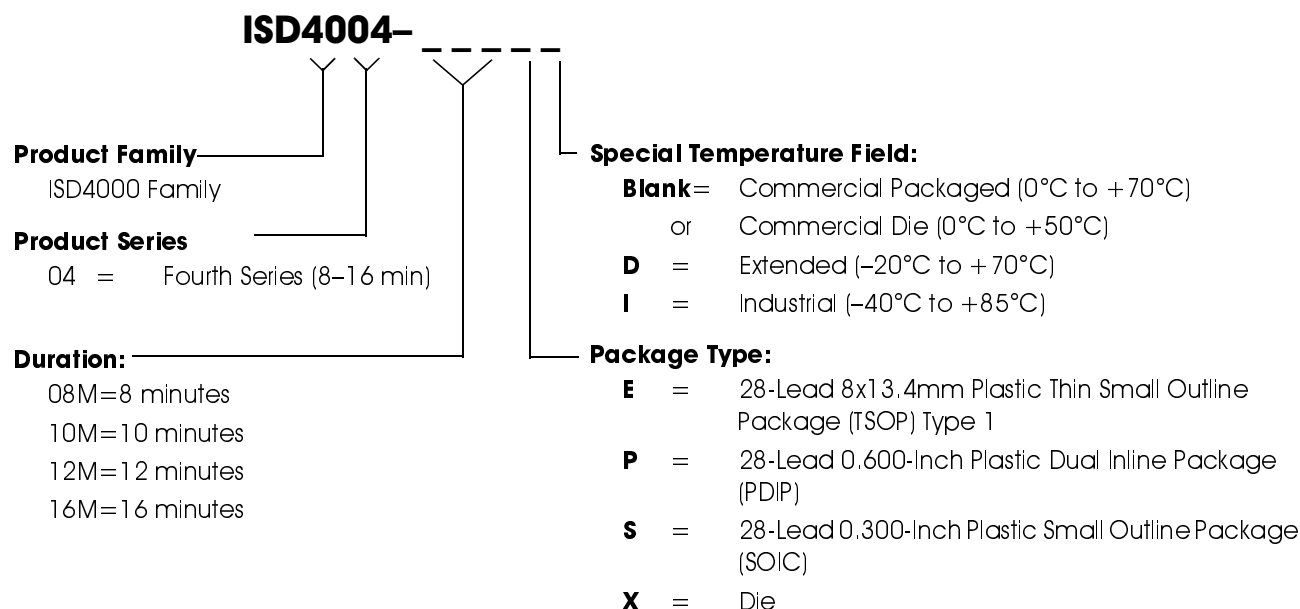 ISD4004– _ _ _ _ _
Product Family
ISD4000 Family
Product Series
04 = Fourth Series (8–16 min)
Duration:
08M=8 minutes
10M=10 minutes
12M=12 minutes
16M=16 minutes
Special Temperature Field:
Blank= Commercial Packaged (0°C to +70°C)
or Commercial Die (0°C to +50°C)
D = Extended (–20°C to +70°C)
I = Industrial (–40°C to +85°C)
Package Type:
E = 28-Lead 8x13.4mm Plastic Thin Small Outline
Package (TSOP) Type 1
P = 28-Lead 0.600-Inch Plastic Dual Inline Package
(PDIP)
S = 28-Lead 0.300-Inch Plastic Small Outline Package
(SOIC)
X = Die